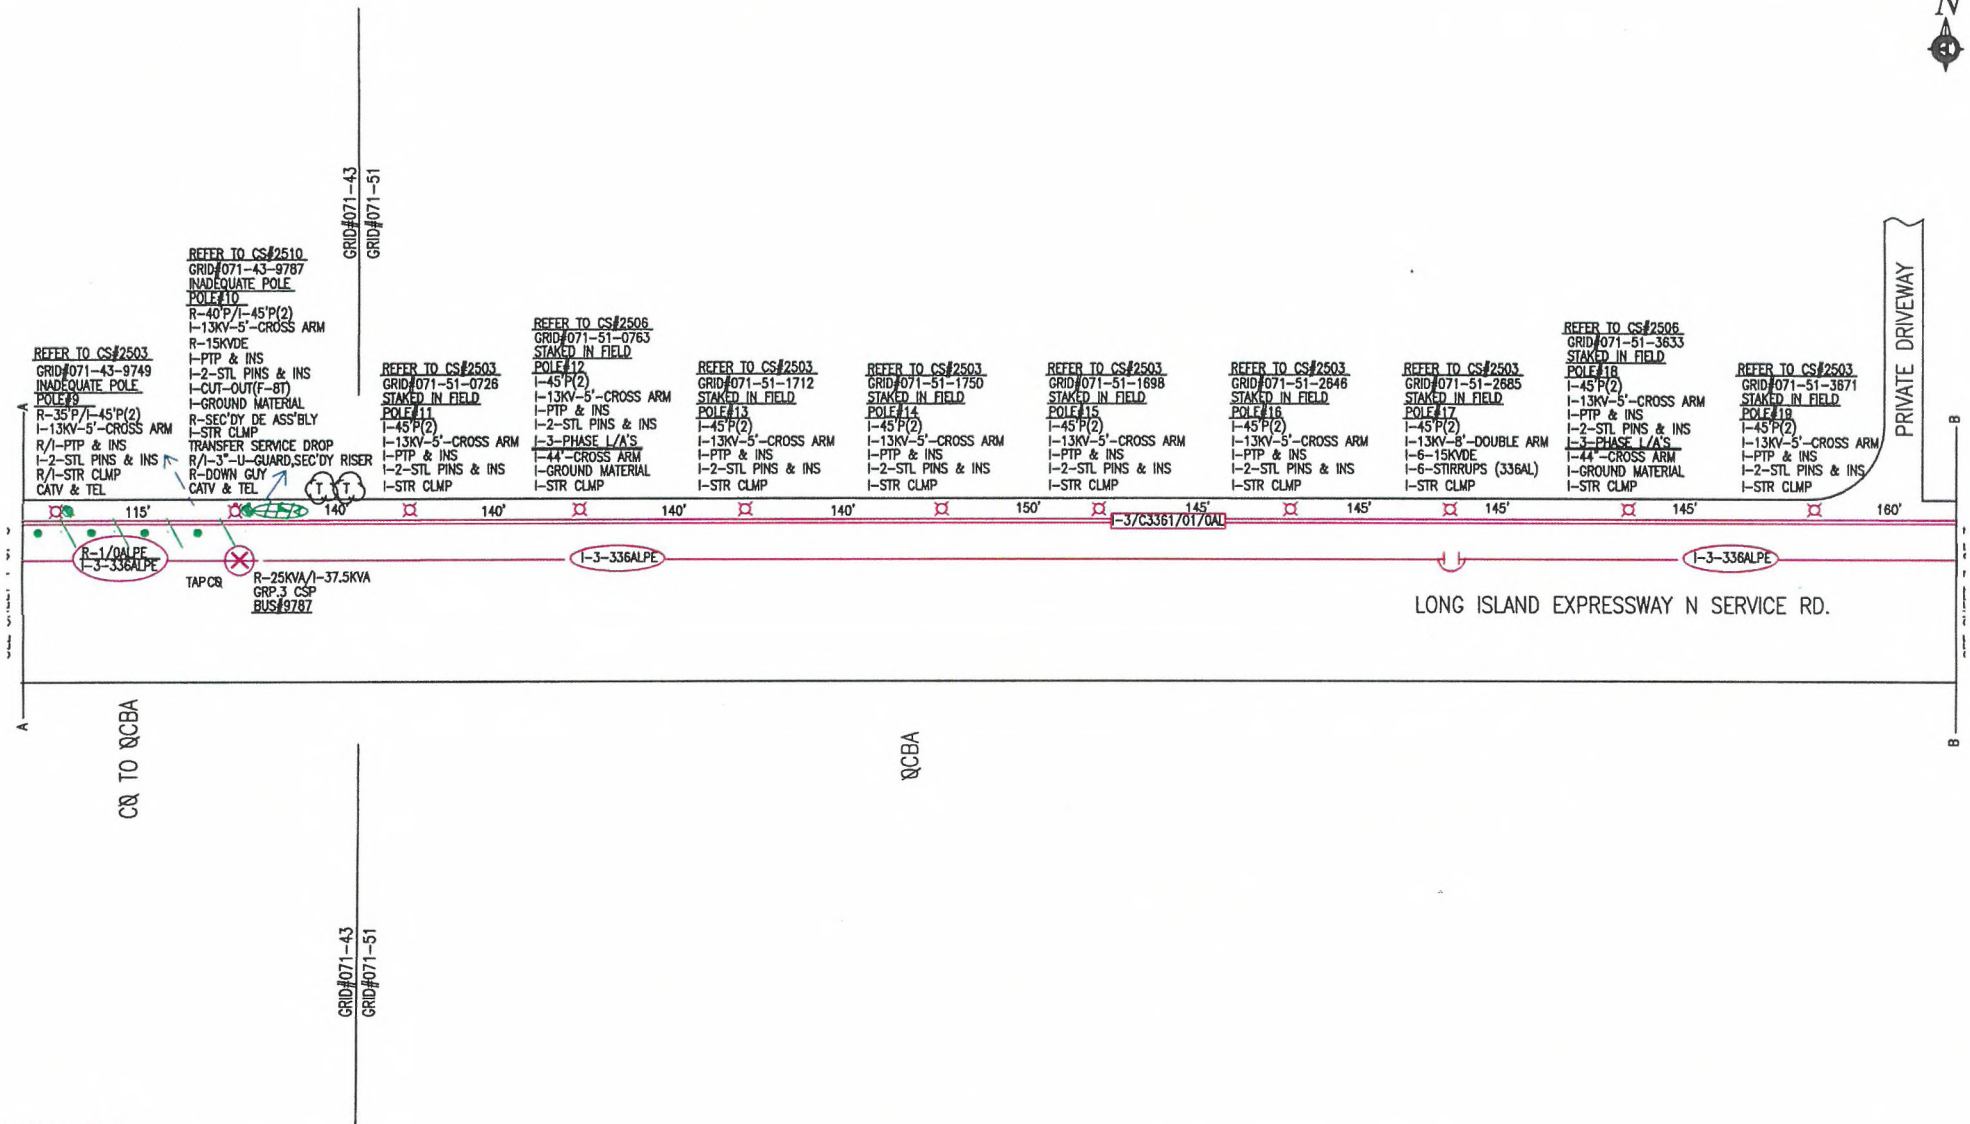 N
GRID#071-43
GRID#071-51
PRIVATE DRIVEWAY
REFER TO CS#2503
GRID#071-43-9749
INADEQUATE POLE
POLE#9
R-35'P/I-45'P(2)
I-13KV-5'-CROSS ARM
R/I-PTP & INS
I-2-STL PINS & INS
R/I-STR CLMP
CATV & TEL
REFER TO CS#2510
GRID#071-43-9787
INADEQUATE POLE
POLE#10
R-40'P/I-45'P(2)
I-13KV-5'-CROSS ARM
R-15KVDE
I-PTP & INS
I-2-STL PINS & INS
I-CUT-OUT(F-8T)
I-GROUND MATERIAL
R-SEC'DY DE ASS'BLY
I-STR CLMP
TRANSFER SERVICE DROP
R/I-3"-U-GUARD,SEC'DY RISER
R-DOWN GUY
CATV & TEL
REFER TO CS#2503
GRID#071-51-0726
STAKED IN FIELD
POLE#11
I-45'P(2)
I-13KV-5'-CROSS ARM
I-PTP & INS
I-2-STL PINS & INS
I-STR CLMP
REFER TO CS#2506
GRID#071-51-0763
STAKED IN FIELD
POLE#12
I-45'P(2)
I-13KV-5'-CROSS ARM
I-PTP & INS
I-2-STL PINS & INS
I-3-PHASE L/A'S
I-44"-CROSS ARM
I-GROUND MATERIAL
I-STR CLMP
REFER TO CS#2503
GRID#071-51-1712
STAKED IN FIELD
POLE#13
I-45'P(2)
I-13KV-5'-CROSS ARM
I-PTP & INS
I-2-STL PINS & INS
I-STR CLMP
REFER TO CS#2503
GRID#071-51-1750
STAKED IN FIELD
POLE#14
I-45'P(2)
I-13KV-5'-CROSS ARM
I-PTP & INS
I-2-STL PINS & INS
I-STR CLMP
REFER TO CS#2503
GRID#071-51-1698
STAKED IN FIELD
POLE#15
I-45'P(2)
I-13KV-5'-CROSS ARM
I-PTP & INS
I-2-STL PINS & INS
I-STR CLMP
REFER TO CS#2503
GRID#071-51-2646
STAKED IN FIELD
POLE#16
I-45'P(2)
I-13KV-5'-CROSS ARM
I-PTP & INS
I-2-STL PINS & INS
I-STR CLMP
REFER TO CS#2503
GRID#071-51-2685
STAKED IN FIELD
POLE#17
I-45'P(2)
I-13KV-8'-DOUBLE ARM
I-6-15KVDE
I-6-STIRRUPS (336AL)
I-STR CLMP
REFER TO CS#2506
GRID#071-51-3633
STAKED IN FIELD
POLE#18
I-45'P(2)
I-13KV-5'-CROSS ARM
I-PTP & INS
I-2-STL PINS & INS
I-3-PHASE L/A'S
I-44"-CROSS ARM
I-GROUND MATERIAL
I-STR CLMP
REFER TO CS#2503
GRID#071-51-3671
STAKED IN FIELD
POLE#19
I-45'P(2)
I-13KV-5'-CROSS ARM
I-PTP & INS
I-2-STL PINS & INS
I-STR CLMP
A
B
T T
115' 140' 140' 140' 140' 150' 145' 145' 145' 145' 160'
I-3/C3361/01/0AL
R-1/0ALPE
I-3-336ALPE
I-3-336ALPE
I-3-336ALPE
TAP CQ
R-25KVA/I-37.5KVA
GRP.3 CSP
BUS#9787
LONG ISLAND EXPRESSWAY N SERVICE RD.
A
B
CQ TO QCBA
QCBA
GRID#071-43
GRID#071-51